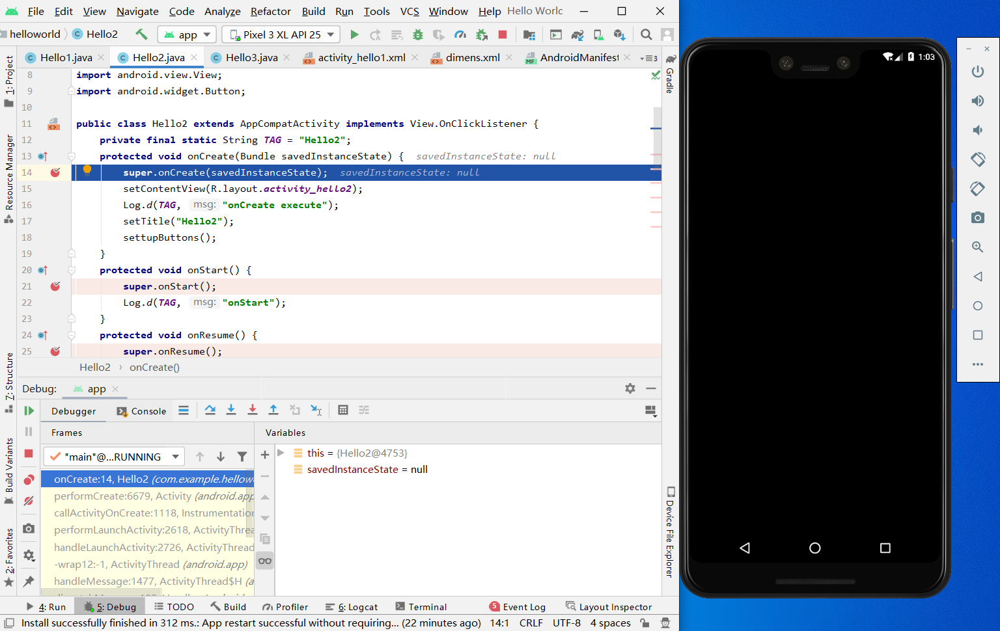 File Edit View Navigate Code Analyze Refactor Build Run Tools VCS Window Help Hello Worlc
helloworld Hello2 app Pixel 3 XL API 25
Hello1.java Hello2.java Hello3.java activity_hello1.xml dimens.xml AndroidManifest 3
8 import android.view.View;
9 import android.widget.Button;
10
11 public class Hello2 extends AppCompatActivity implements View.OnClickListener {
12 private final static String TAG = "Hello2";
13 protected void onCreate(Bundle savedInstanceState) { savedInstanceState: null
14 super.onCreate(savedInstanceState); savedInstanceState: null
15 setContentView(R.layout.activity_hello2);
16 Log.d(TAG, msg: "onCreate execute");
17 setTitle("Hello2");
18 settupButtons();
19 }
20 protected void onStart() {
21 super.onStart();
22 Log.d(TAG, msg: "onStart");
23 }
24 protected void onResume() {
25 super.onResume();
Hello2 › onCreate()
1: Project
Resource Manager
7: Structure
Build Variants
2: Favorites
Gradle
Device File Explorer
Debug: app
Debugger Console
Frames Variables
"main"@...RUNNING
this = {Hello2@4753}
savedInstanceState = null
onCreate:14, Hello2 (com.example.hellowo
performCreate:6679, Activity (android.app
callActivityOnCreate:1118, Instrumentation
performLaunchActivity:2618, ActivityThrea
handleLaunchActivity:2726, ActivityThread
-wrap12:-1, ActivityThread (android.app)
handleMessage:1477, ActivityThread$H (a
4: Run 5: Debug TODO Build Profiler 6: Logcat Terminal 5 Event Log Layout Inspector
Install successfully finished in 312 ms.: App restart successful without requiring... (22 minutes ago) 14:1 CRLF UTF-8 4 spaces
1:03